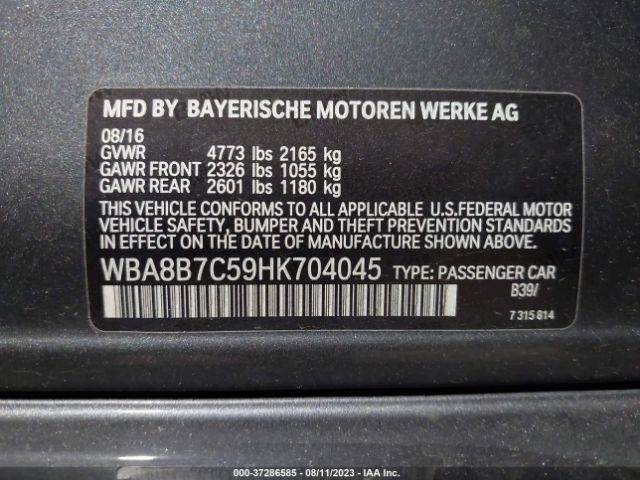 MFD BY BAYERISCHE MOTOREN WERKE AG
08/16
GVWR 4773 lbs 2165 kg
GAWR FRONT 2326 lbs 1055 kg
GAWR REAR 2601 lbs 1180 kg
THIS VEHICLE CONFORMS TO ALL APPLICABLE U.S.FEDERAL MOTOR
VEHICLE SAFETY, BUMPER AND THEFT PREVENTION STANDARDS
IN EFFECT ON THE DATE OF MANUFACTURE SHOWN ABOVE.
WBA8B7C59HK704045 TYPE: PASSENGER CAR
B39/
7 315 814
000-37286585 - 08/11/2023 - IAA Inc.